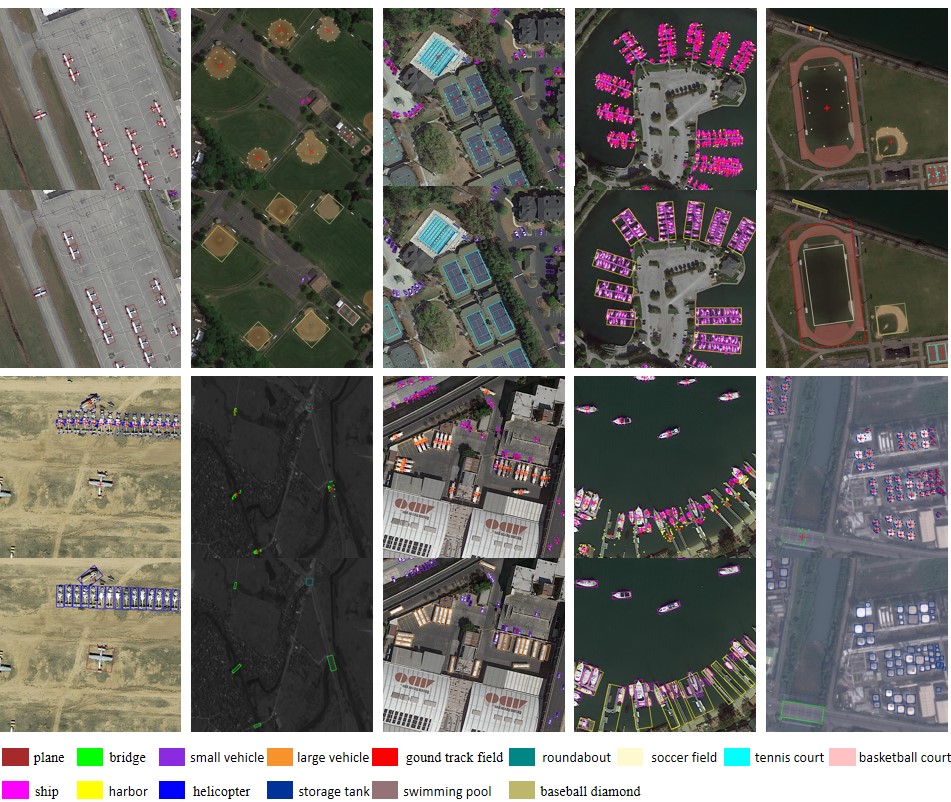 plane bridge small vehicle large vehicle gound track field roundabout soccer field tennis court basketball court
ship harbor helicopter storage tank swimming pool baseball diamond